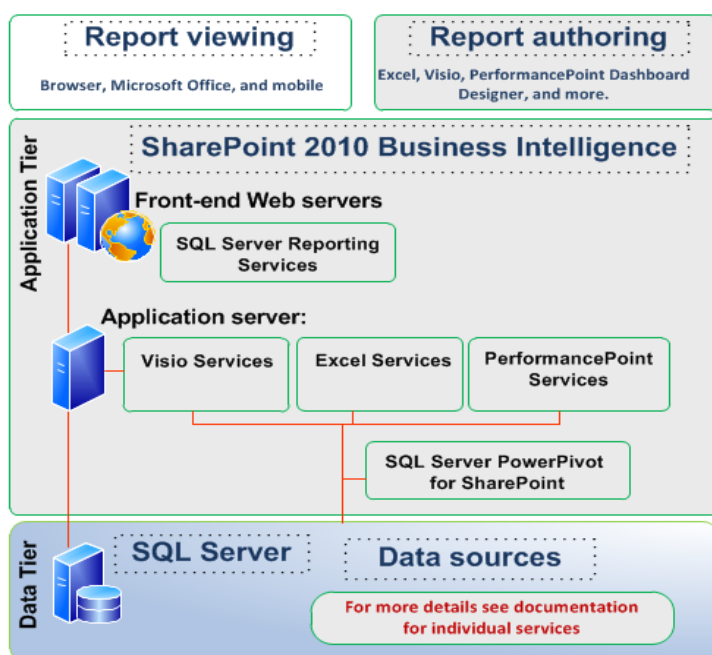 Report viewing
Browser, Microsoft Office, and mobile
Report authoring
Excel, Visio, PerformancePoint Dashboard
Designer, and more.
Application Tier
SharePoint 2010 Business Intelligence
Front-end Web servers
SQL Server Reporting
Services
Application server:
Visio Services
Excel Services
PerformancePoint
Services
SQL Server PowerPivot
for SharePoint
Data Tier
SQL Server
Data sources
For more details see documentation
for individual services